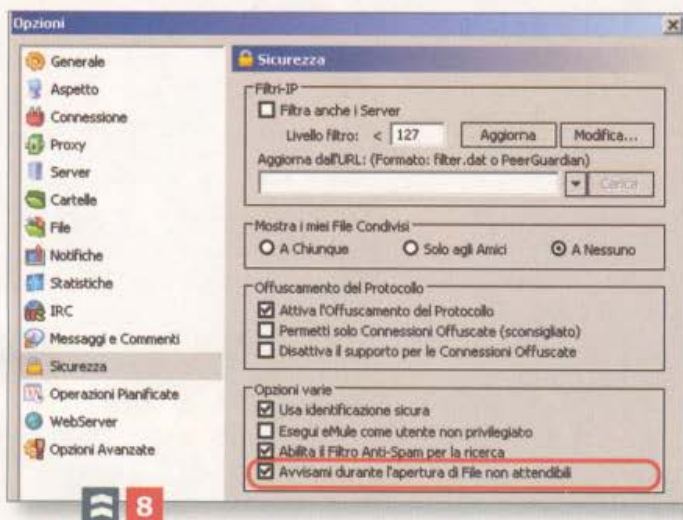 Opzioni
Generale
Aspetto
Connessione
Proxy
Server
Cartelle
File
Notifiche
Statistiche
IRC
Messaggi e Commenti
Sicurezza
Operazioni Pianificate
WebServer
Opzioni Avanzate
Sicurezza
Filtri-IP
Filtra anche i Server
Livello filtro: < 127 Aggiorna Modifica...
Aggiorna dall'URL: (Formato: filter.dat o PeerGuardian)
Carica
Mostra i miei File Condivisi
A Chiunque Solo agli Amici A Nessuno
Offuscamento del Protocollo
Attiva l'Offuscamento del Protocollo
Permetti solo Connessioni Offuscate (sconsigliato)
Disattiva il supporto per le Connessioni Offuscate
Opzioni varie
Usa identificazione sicura
Esegui eMule come utente non privilegiato
Abilita il Filtro Anti-Spam per la ricerca
Avvisami durante l'apertura di File non attendibili
8